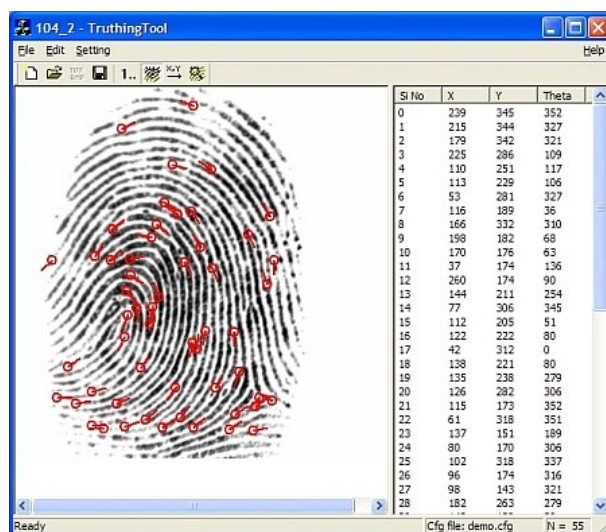 104_2 - TruthingTool
File Edit Setting Help
1.. X,Y
Si No X Y Theta
0 239 345 352
1 215 344 327
2 179 342 321
3 225 286 109
4 110 251 117
5 113 229 106
6 53 281 327
7 116 189 36
8 166 332 310
9 198 182 68
10 170 176 63
11 37 174 136
12 260 174 90
13 144 211 254
14 77 306 345
15 112 205 51
16 122 222 80
17 42 312 0
18 138 221 80
19 135 238 279
20 126 282 306
21 115 173 352
22 61 318 351
23 137 151 189
24 80 170 306
25 102 318 337
26 96 174 316
27 98 143 321
28 182 263 279
Ready Cfg file: demo.cfg N = 55